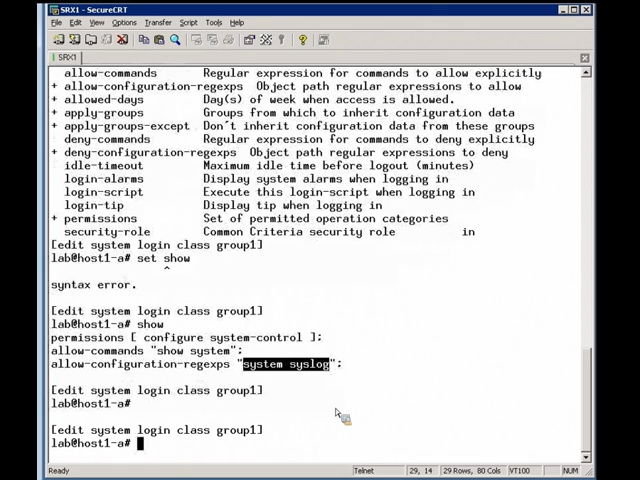 SRX1 - SecureCRT
File Edit View Options Transfer Script Tools Help
SRX1
allow-commands Regular expression for commands to allow explicitly
+ allow-configuration-regexps Object path regular expressions to allow
+ allowed-days Day(s) of week when access is allowed.
+ apply-groups Groups from which to inherit configuration data
+ apply-groups-except Don't inherit configuration data from these groups
deny-commands Regular expression for commands to deny explicitly
+ deny-configuration-regexps Object path regular expressions to deny
idle-timeout Maximum idle time before logout (minutes)
login-alarms Display system alarms when logging in
login-script Execute this login-script when logging in
login-tip Display tip when logging in
+ permissions Set of permitted operation categories
security-role Common Criteria security role in
[edit system login class group1]
lab@host1-a# set show
^
syntax error.
[edit system login class group1]
lab@host1-a# show
permissions [ configure system-control ];
allow-commands "show system";
allow-configuration-regexps "system syslog";
[edit system login class group1]
lab@host1-a#
[edit system login class group1]
lab@host1-a#
Ready Telnet 29, 14 29 Rows, 80 Cols VT100 NUM